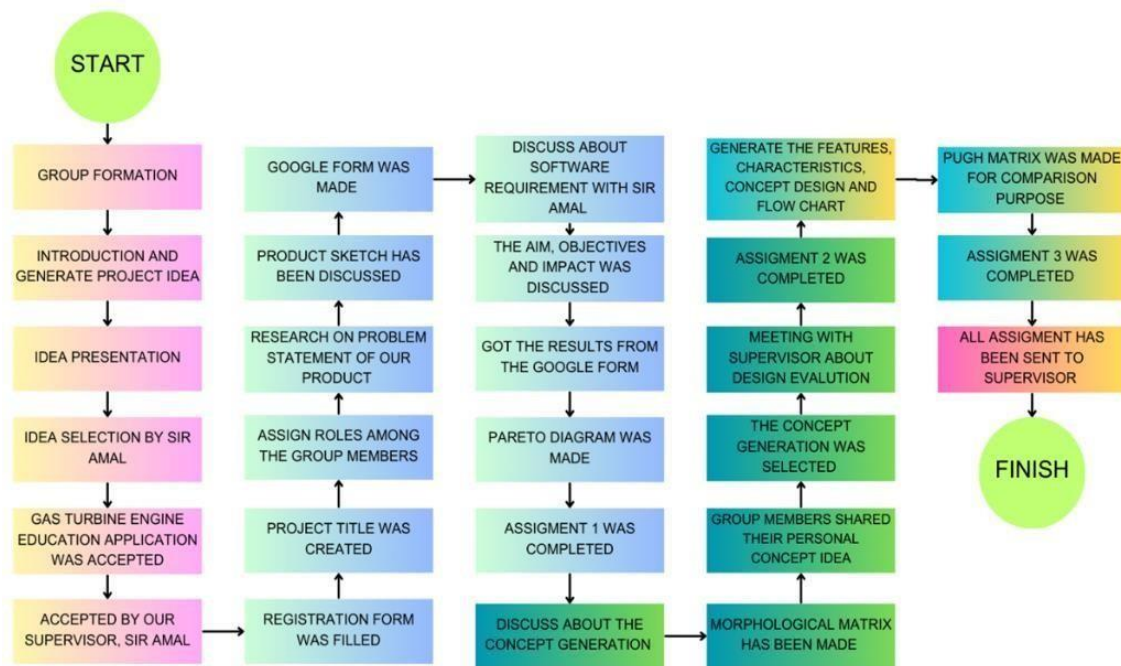 START
GROUP FORMATION
INTRODUCTION AND
GENERATE PROJECT IDEA
IDEA PRESENTATION
IDEA SELECTION BY SIR
AMAL
GAS TURBINE ENGINE
EDUCATION APPLICATION
WAS ACCEPTED
ACCEPTED BY OUR
SUPERVISOR, SIR AMAL
REGISTRATION FORM
WAS FILLED
PROJECT TITLE WAS
CREATED
ASSIGN ROLES AMONG
THE GROUP MEMBERS
RESEARCH ON PROBLEM
STATEMENT OF OUR
PRODUCT
PRODUCT SKETCH HAS
BEEN DISCUSSED
GOOGLE FORM WAS
MADE
DISCUSS ABOUT
SOFTWARE
REQUIREMENT WITH SIR
AMAL
THE AIM, OBJECTIVES
AND IMPACT WAS
DISCUSSED
GOT THE RESULTS FROM
THE GOOGLE FORM
PARETO DIAGRAM WAS
MADE
ASSIGMENT 1 WAS
COMPLETED
DISCUSS ABOUT THE
CONCEPT GENERATION
MORPHOLOGICAL MATRIX
HAS BEEN MADE
GROUP MEMBERS SHARED
THEIR PERSONAL
CONCEPT IDEA
THE CONCEPT
GENERATION WAS
SELECTED
MEETING WITH
SUPERVISOR ABOUT
DESIGN EVALUTION
ASSIGMENT 2 WAS
COMPLETED
GENERATE THE FEATURES,
CHARACTERISTICS,
CONCEPT DESIGN AND
FLOW CHART
PUGH MATRIX WAS MADE
FOR COMPARISON
PURPOSE
ASSIGMENT 3 WAS
COMPLETED
ALL ASSIGMENT HAS
BEEN SENT TO
SUPERVISOR
FINISH